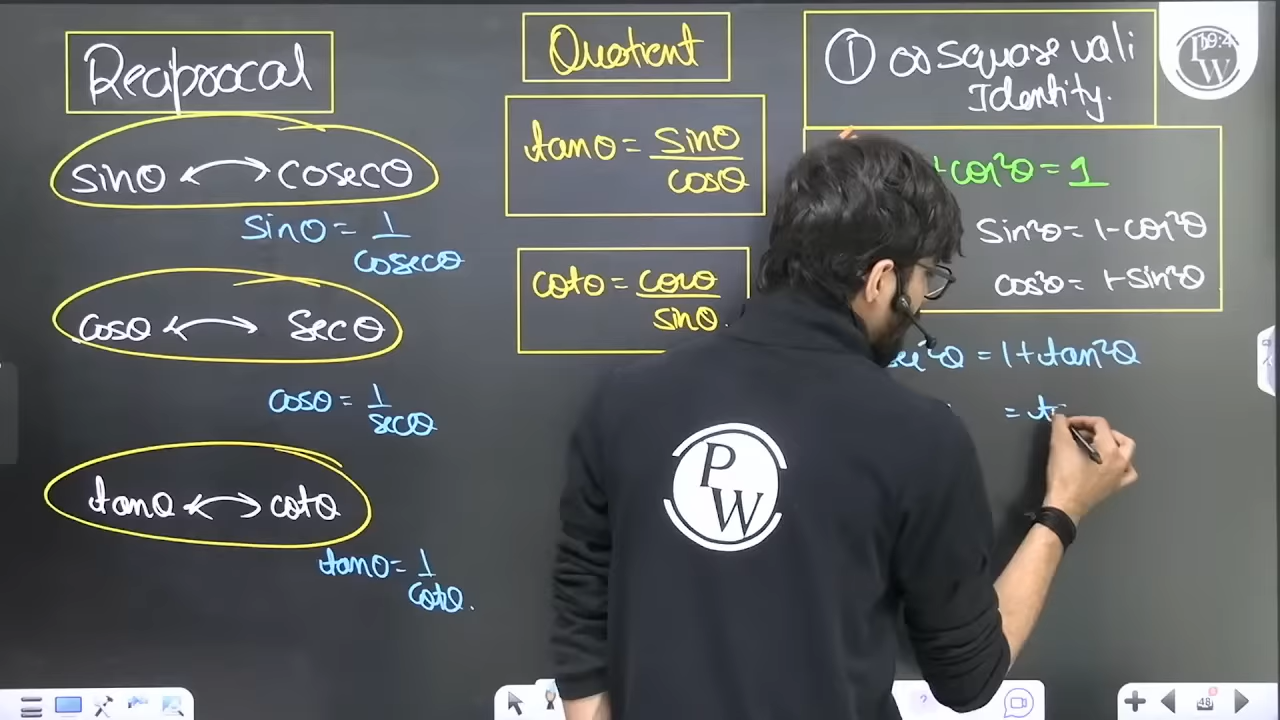 Reciprocal
sinθ ↔ cosecθ
sinθ = 1/cosecθ
cosθ ↔ secθ
cosθ = 1/secθ
tanθ ↔ cotθ
tanθ = 1/cotθ.
Quotient
tanθ = sinθ/cosθ
cotθ = cosθ/sinθ.
① ∞ Square vali
Identity.
+cos²θ = 1
sin²θ = 1-cos²θ
cos²θ = 1-sin²θ
²θ = 1+tan²θ
=
PW
PW
48